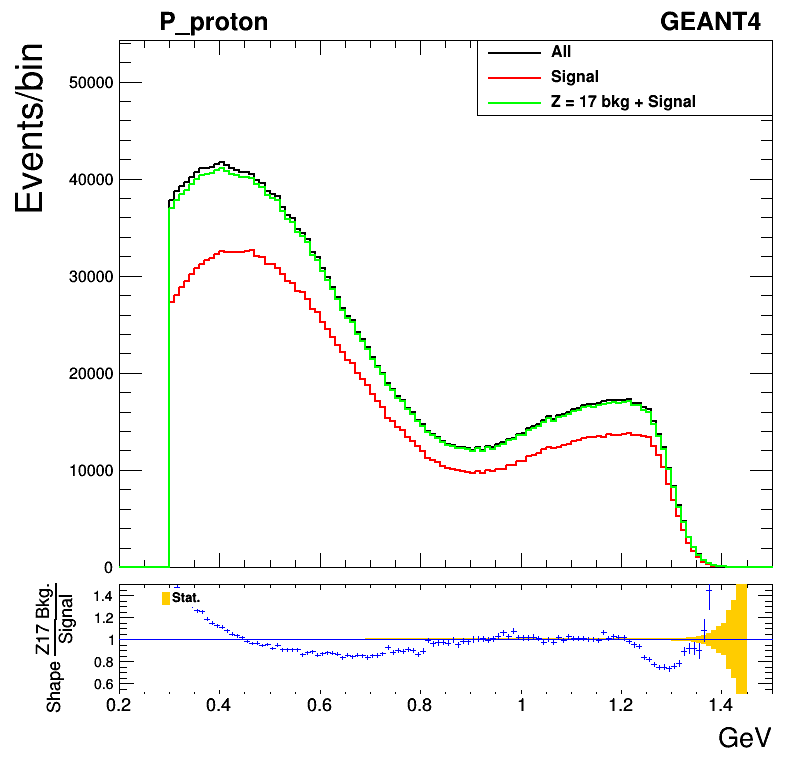 P_proton GEANT4
Events/bin
All
Signal
Z = 17 bkg + Signal
50000
40000
30000
20000
10000
0
Shape Z17 Bkg.
Signal
Stat.
1.4
1.2
1
0.8
0.6
0.2 0.4 0.6 0.8 1 1.2 1.4
GeV